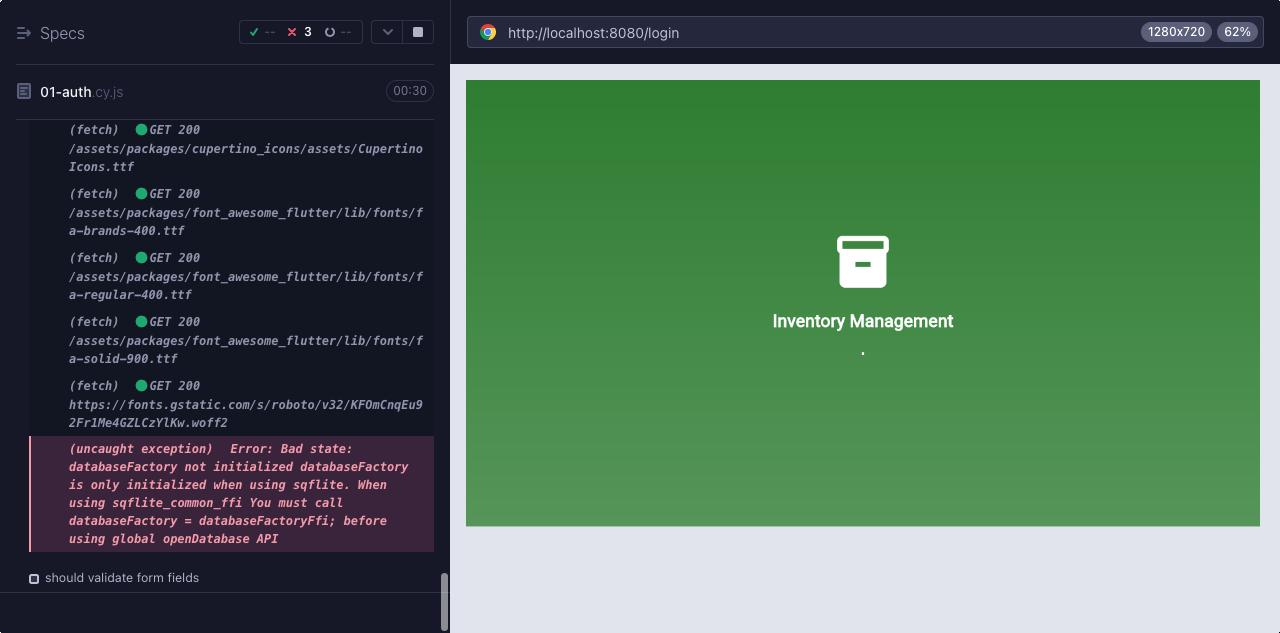 Specs
-- 3 --
01-auth.cy.js
00:30
(fetch) GET 200
/assets/packages/cupertino_icons/assets/Cupertino
Icons.ttf
(fetch) GET 200
/assets/packages/font_awesome_flutter/lib/fonts/f
a-brands-400.ttf
(fetch) GET 200
/assets/packages/font_awesome_flutter/lib/fonts/f
a-regular-400.ttf
(fetch) GET 200
/assets/packages/font_awesome_flutter/lib/fonts/f
a-solid-900.ttf
(fetch) GET 200
https://fonts.gstatic.com/s/roboto/v32/KFOmCnqEu9
2Fr1Me4GZLCzYlKw.woff2
(uncaught exception) Error: Bad state:
databaseFactory not initialized databaseFactory
is only initialized when using sqflite. When
using sqflite_common_ffi You must call
databaseFactory = databaseFactoryFfi; before
using global openDatabase API
should validate form fields
http://localhost:8080/login
1280x720
62%
Inventory Management
.